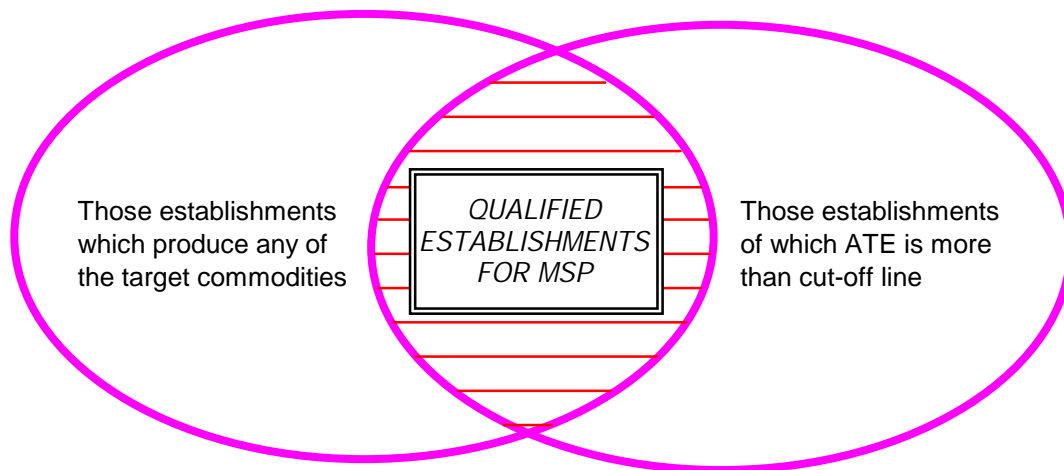 Those establishments
which produce any of
the target commodities
QUALIFIED
ESTABLISHMENTS
FOR MSP
Those establishments
of which ATE is more
than cut-off line